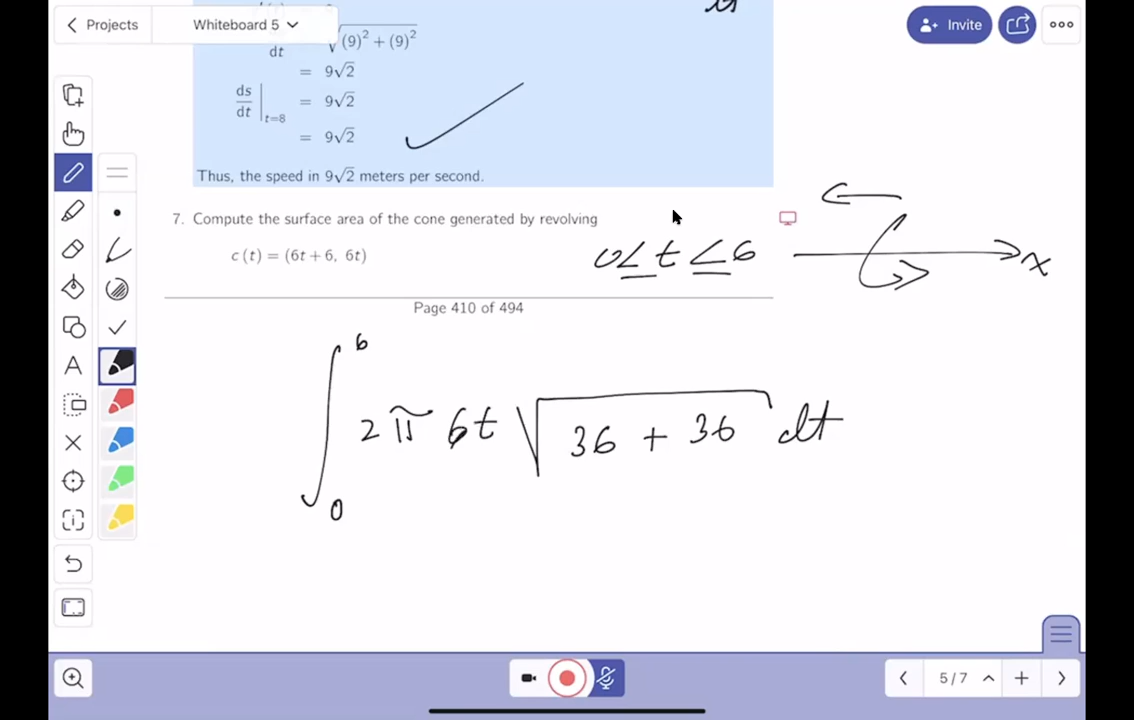 Projects
Whiteboard 5
Invite
dt
√(9)² + (9)²
= 9√2
ds/dt |t=8 = 9√2
= 9√2
Thus, the speed in 9√2 meters per second.
7. Compute the surface area of the cone generated by revolving
c (t) = (6t + 6, 6t)
0 ≤ t ≤ 6
x
Page 410 of 494
∫₀⁶ 2π 6t √36 + 36 dt
5 / 7